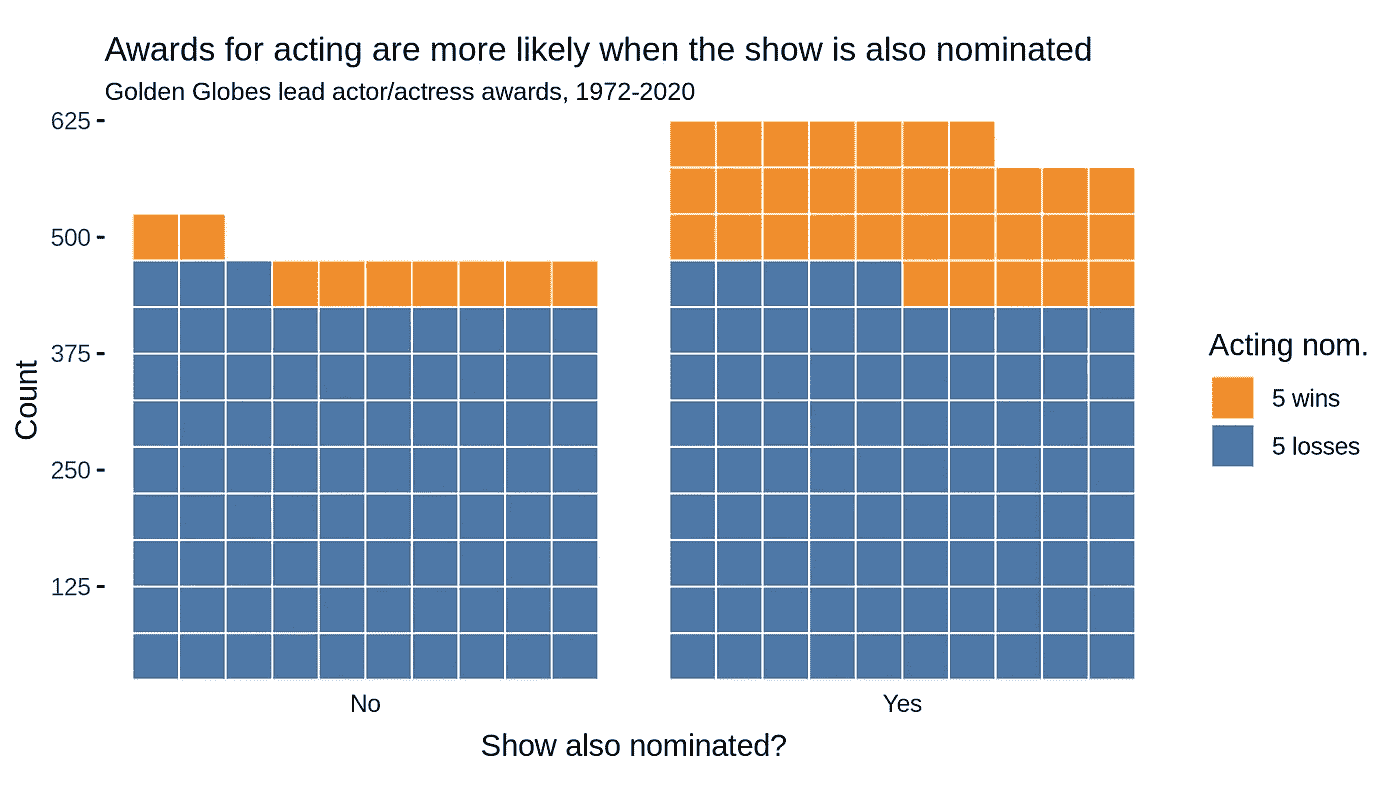 Awards for acting are more likely when the show is also nominated
Golden Globes lead actor/actress awards, 1972-2020
625
500
375
250
125
Count
No
Yes
Show also nominated?
Acting nom.
5 wins
5 losses